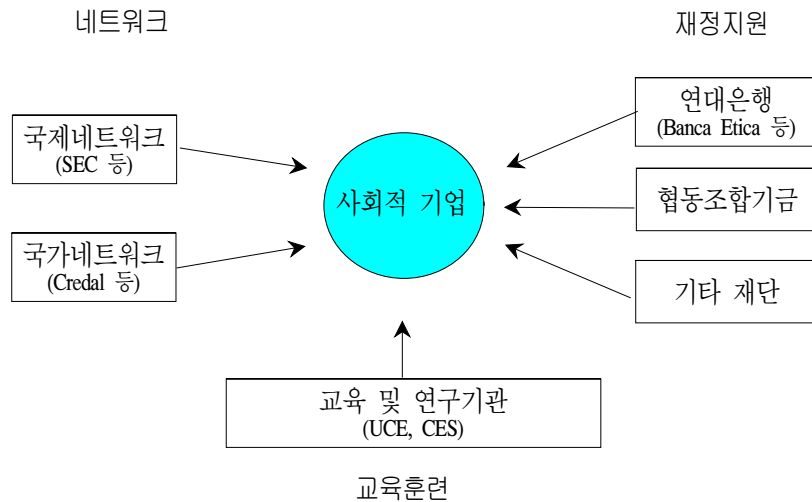 네트워크
재정지원
국제네트워크
(SEC 등)
국가네트워크
(Credal 등)
사회적 기업
연대은행
(Banca Etica 등)
협동조합기금
기타 재단
교육 및 연구기관
(UCE, CES)
교육훈련